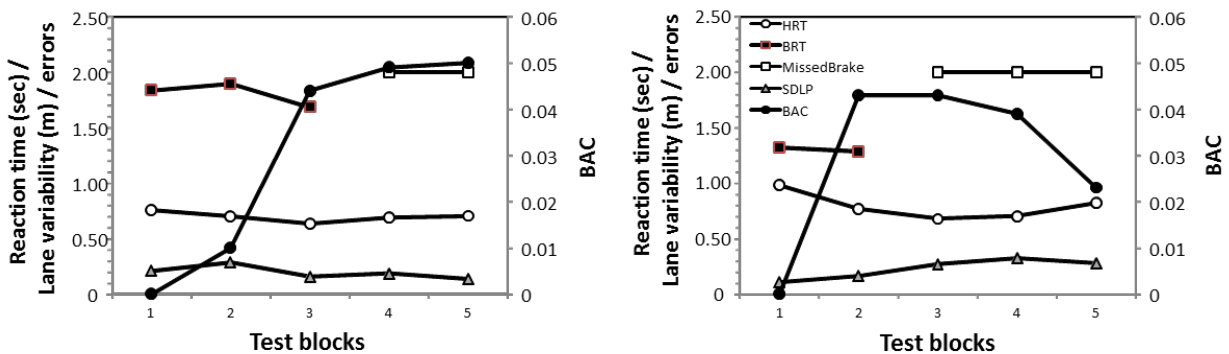 Reaction time (sec) /
Lane variability (m) / errors
2.50
2.00
1.50
1.00
0.50
0
0.06
0.05
0.04
0.03
0.02
0.01
0
BAC
1 2 3 4 5
Test blocks
Reaction time (sec) /
Lane variability (m) / errors
2.50
2.00
1.50
1.00
0.50
0
HRT
BRT
MissedBrake
SDLP
BAC
0.06
0.05
0.04
0.03
0.02
0.01
0
BAC
1 2 3 4 5
Test blocks